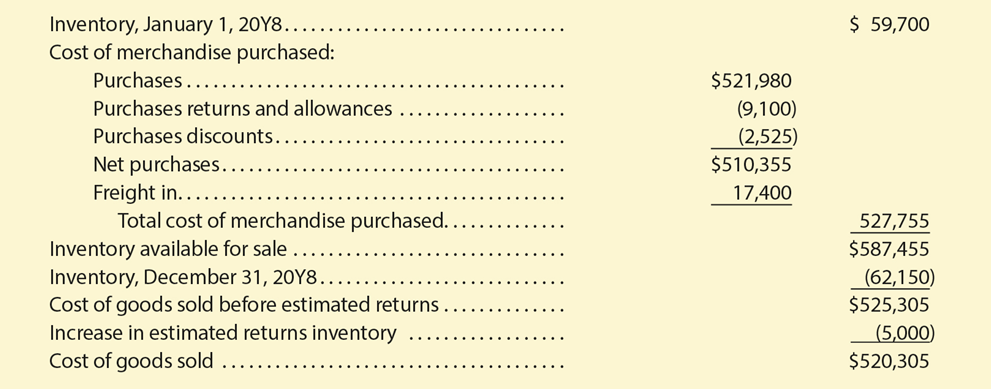 Inventory, January 1, 20Y8................................ $ 59,700
Cost of merchandise purchased:
Purchases........................................... $521,980
Purchases returns and allowances ................... (9,100)
Purchases discounts................................. (2,525)
Net purchases....................................... $510,355
Freight in........................................... 17,400
Total cost of merchandise purchased.............. 527,755
Inventory available for sale ............................... $587,455
Inventory, December 31, 20Y8............................ (62,150)
Cost of goods sold before estimated returns .............. $525,305
Increase in estimated returns inventory .................. (5,000)
Cost of goods sold ....................................... $520,305